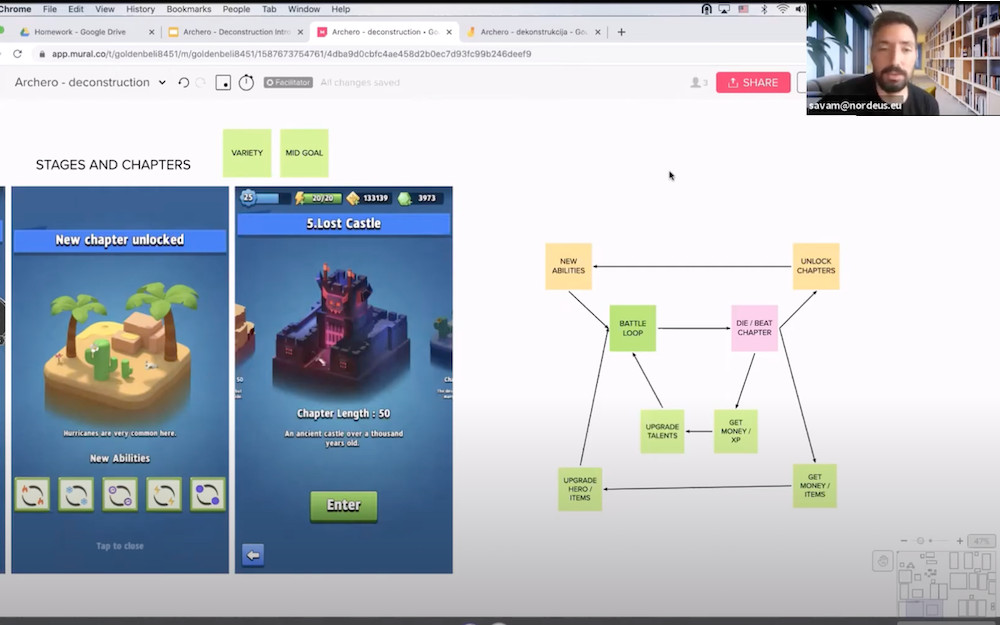 Chrome File Edit View History Bookmarks People Tab Window Help
Homework - Google Drive
Archero - Deconstruction Intro
Archero - deconstruction • Go
Archero - dekonstrukcija - Go
app.mural.co/t/goldenbeli8451/m/goldenbeli8451/1587673754761/4dba9d0cbfc4ae458d2b0ec7d93fc99b246deef9
Archero - deconstruction
Facilitator
All changes saved
3
SHARE
savam@nordeus.eu
STAGES AND CHAPTERS
VARIETY
MID GOAL
New chapter unlocked
Hurricanes are very common here.
New Abilities
Tap to close
25
20/20
133139
3973
5.Lost Castle
Chapter Length : 50
An ancient castle over a thousand
years old.
Enter
NEW
ABILITIES
UNLOCK
CHAPTERS
BATTLE
LOOP
DIE / BEAT
CHAPTER
UPGRADE
TALENTS
GET
MONEY /
XP
UPGRADE
HERO /
ITEMS
GET
MONEY /
ITEMS
47%